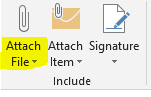 Attach Attach Signature
File Item
Include